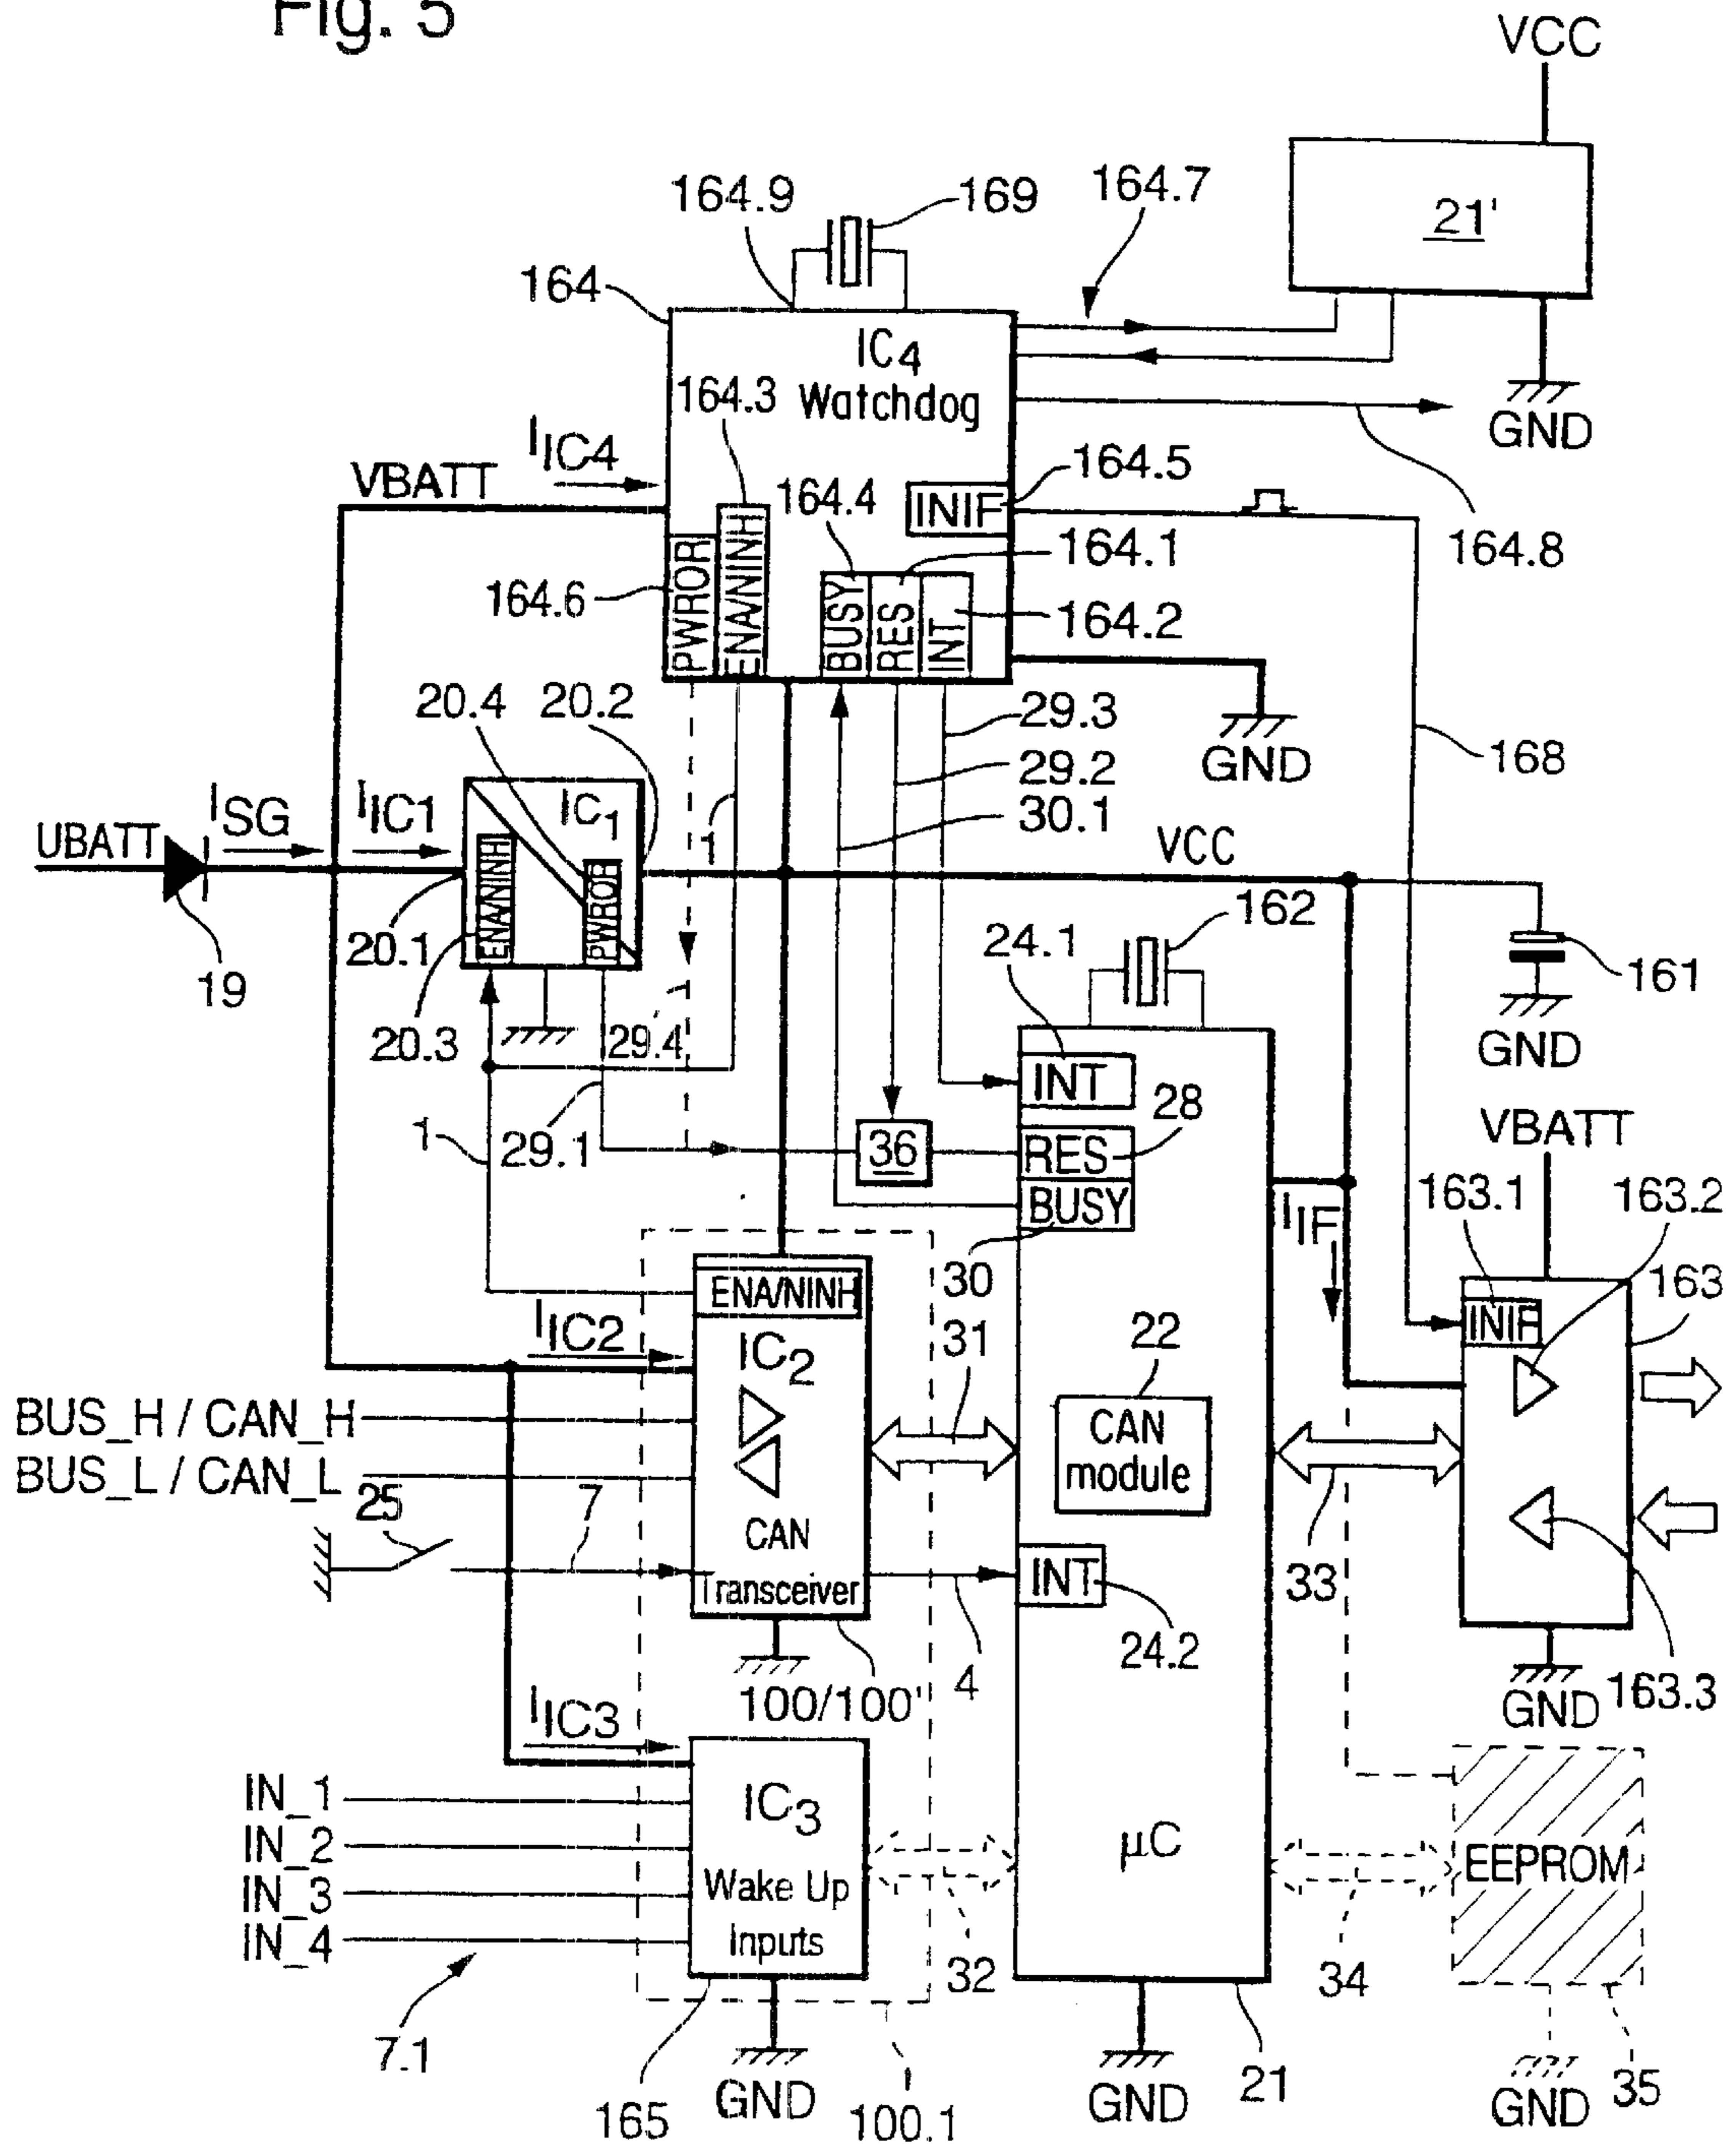 Fig. 5
VCC
21'
GND
164.9
169
164.7
164
IC4
Watchdog
164.3
IIC4
VBATT
164.5
164.4
INIF
164.1
164.8
PWROR
ENA/NINH
164.6
BUSY
RES
INT
164.2
GND
20.4
20.2
29.3
29.2
30.1
168
UBATT
ISG
IIC1
IC1
ENA/NINH
PWROR
1
VCC
20.1
19
20.3
29.4
24.1
162
161
GND
INT
28
1
29.1
36
RES
BUSY
VBATT
163.1
163.2
30
IIF
163
ENA/NINH
INIF
IIC2
IC2
31
22
BUS_H / CAN_H
BUS_L / CAN_L
CAN
module
25
7
CAN
Transceiver
INT
33
4
24.2
100/100'
GND
163.3
IIC3
IN_1
IN_2
IN_3
IN_4
IC3
Wake Up
Inputs
µC
EEPROM
32
34
7.1
165
GND
100.1
GND
21
GND
35